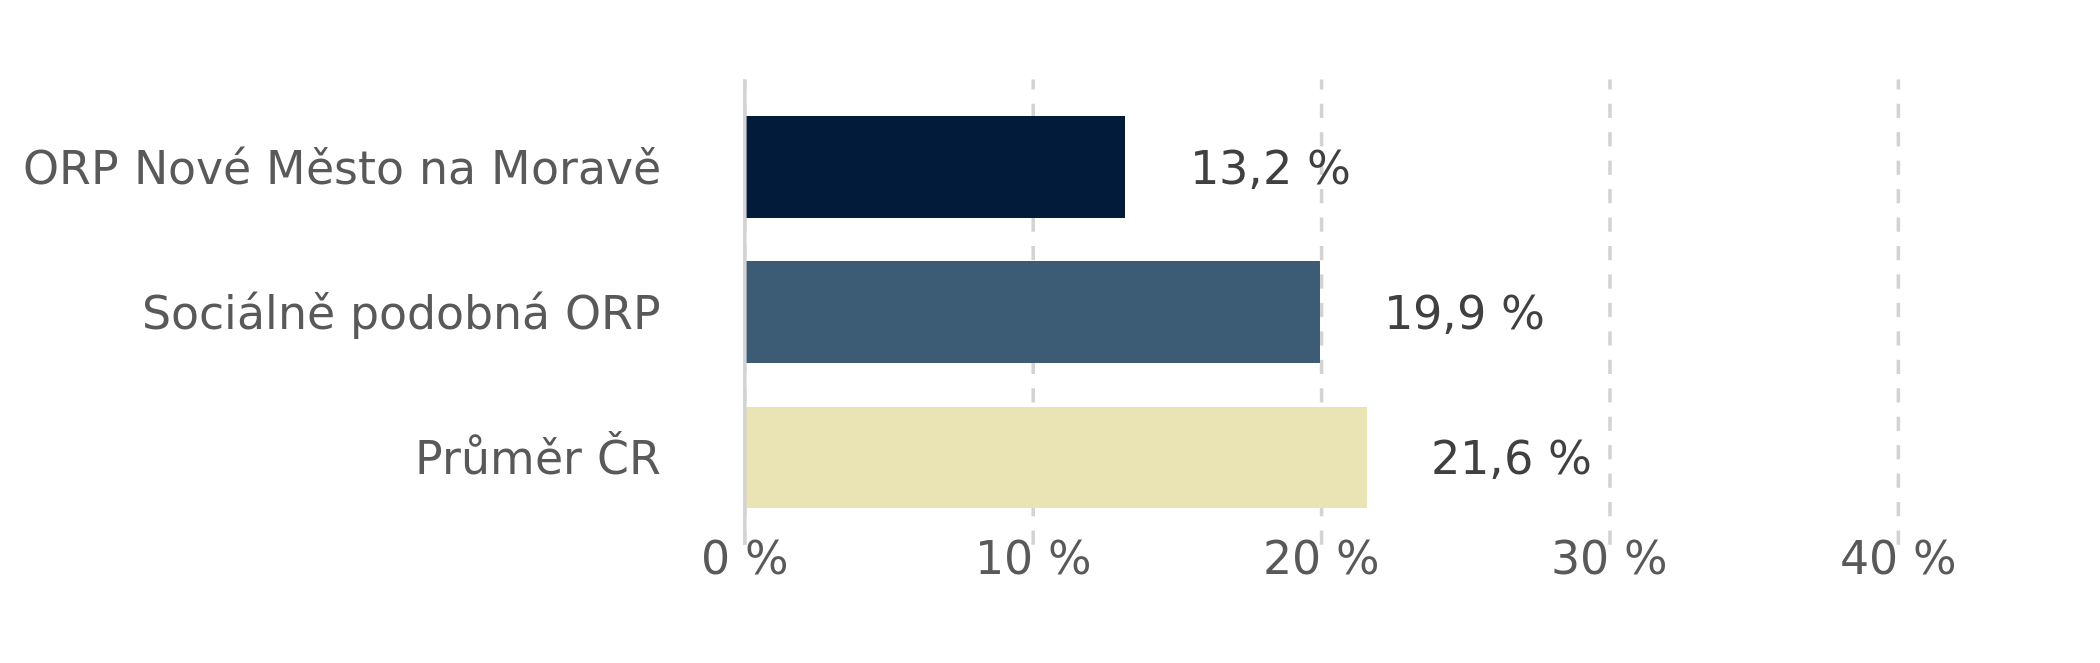 ORP Nové Město na Moravě 13,2 %
Sociálně podobná ORP 19,9 %
Průměr ČR 21,6 %
0 % 10 % 20 % 30 % 40 %